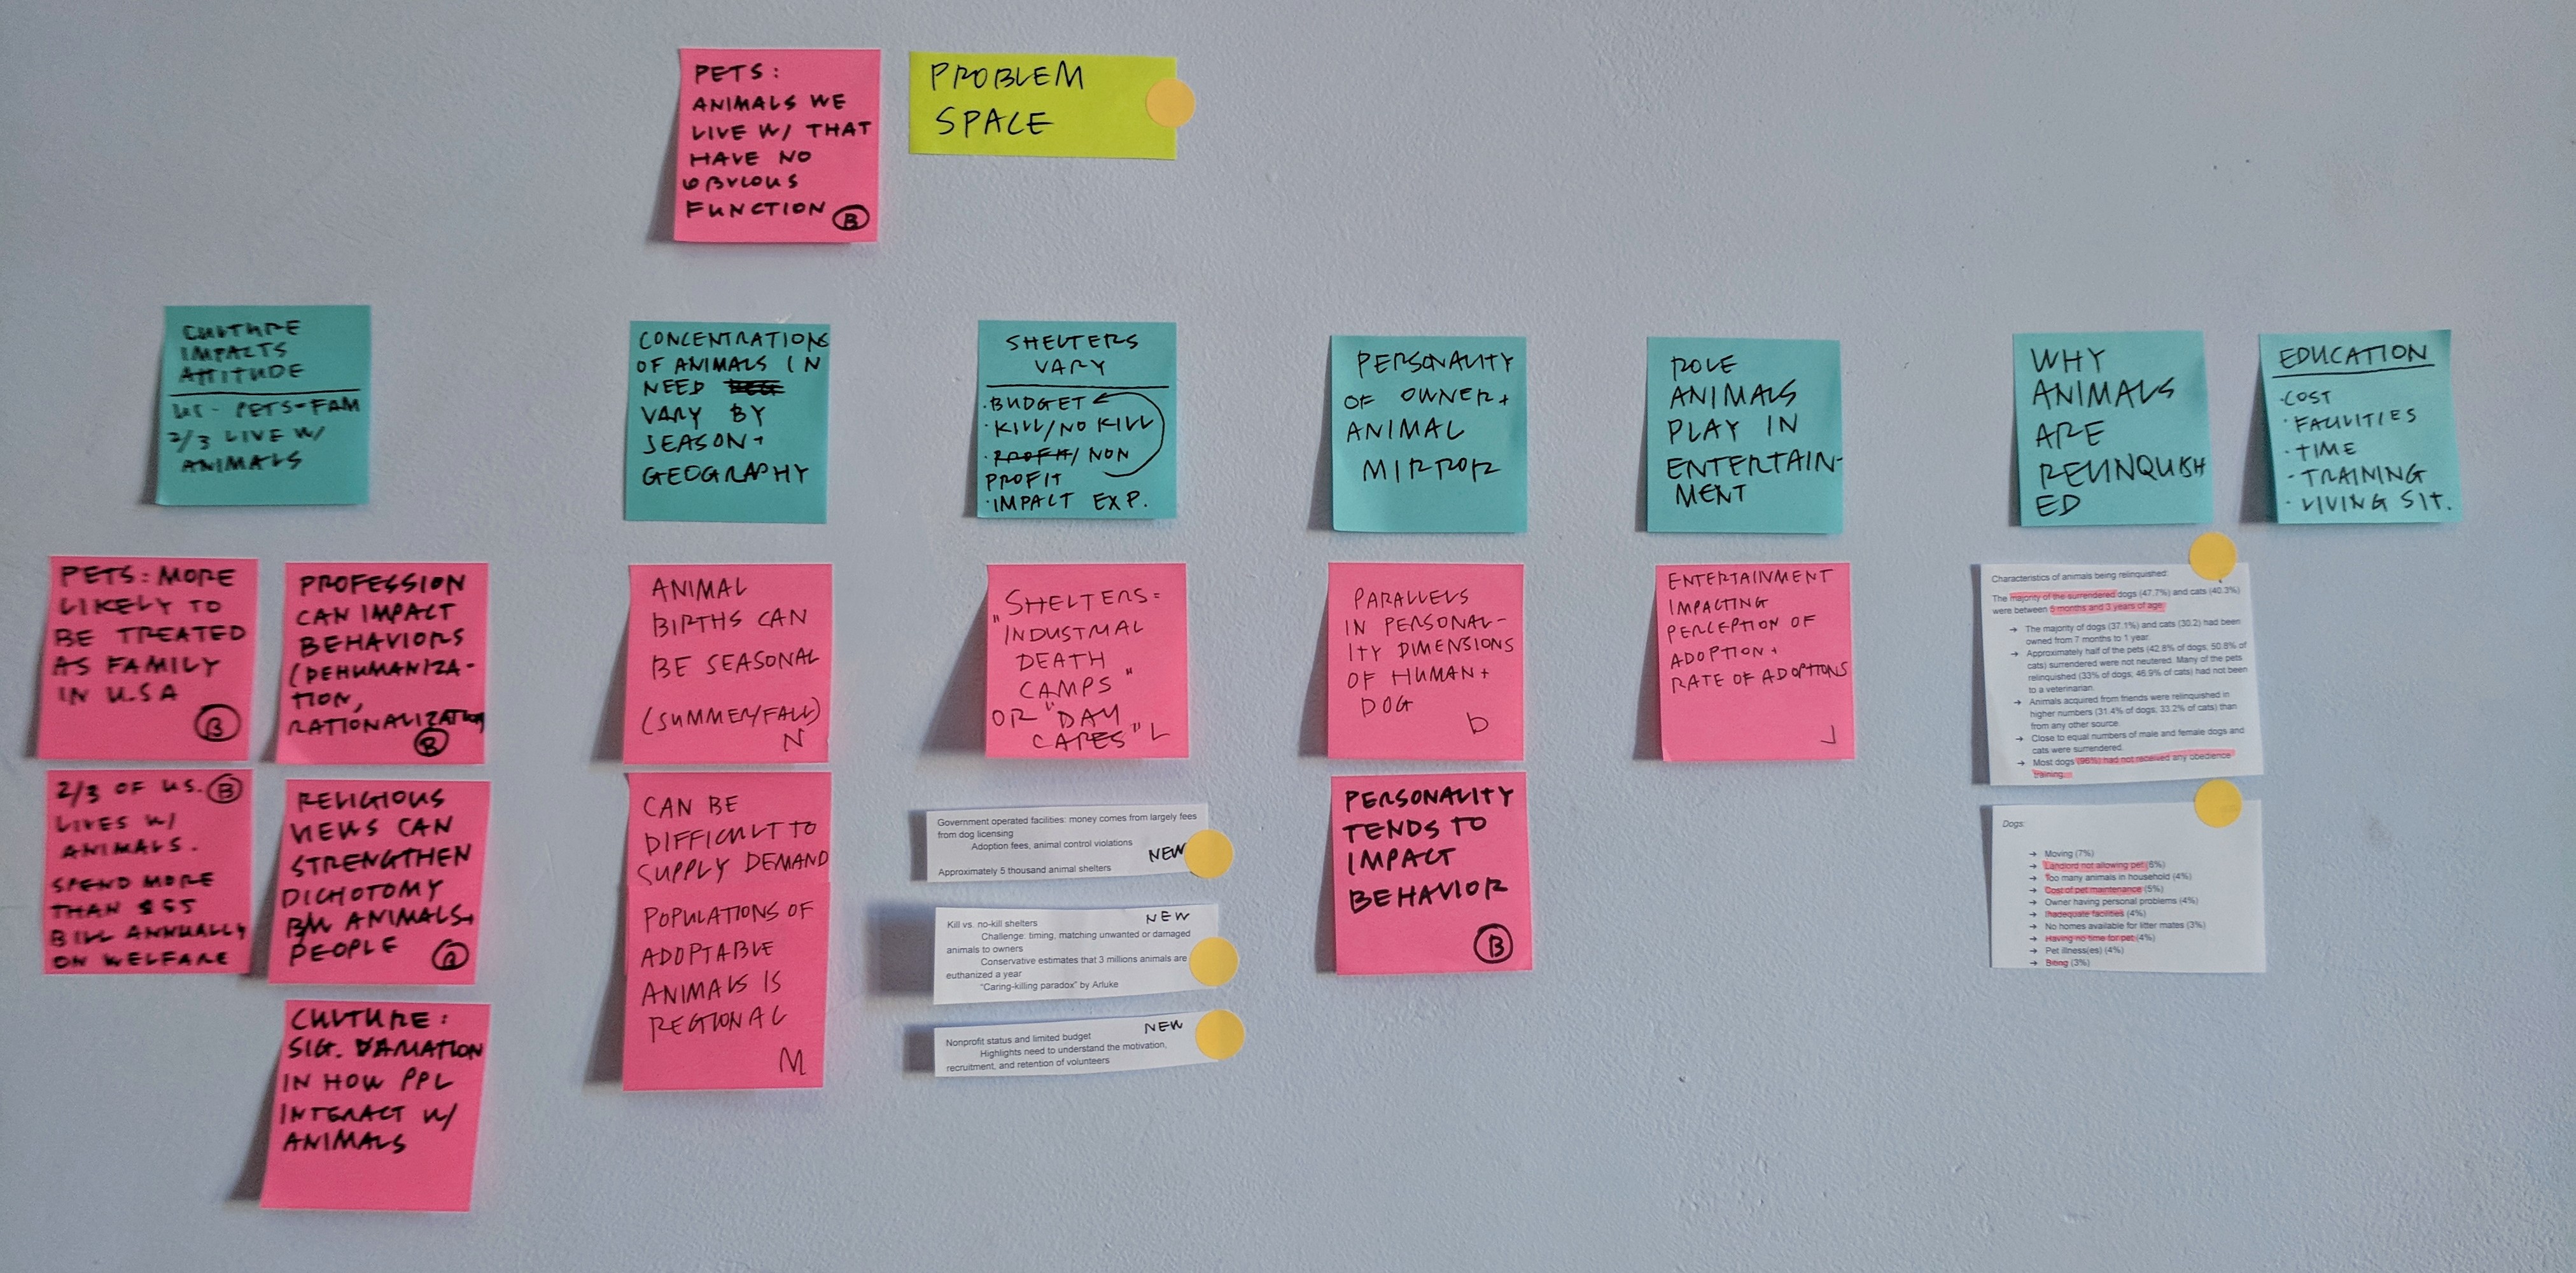 PETS:
ANIMALS WE
LIVE W/ THAT
HAVE NO
OBVIOUS
FUNCTION
B
PROBLEM
SPACE
CULTURE
IMPACTS
ATTITUDE
US - PETS=FAM
2/3 LIVE W/
ANIMALS
CONCENTRATIONS
OF ANIMALS IN
NEED
VARY BY
SEASON+
GEOGRAPHY
SHELTERS
VARY
·BUDGET
·KILL/NO KILL
·PROFIT/NON
PROFIT
·IMPACT EXP.
PERSONALITY
OF OWNER+
ANIMAL
MIRROR
ROLE
ANIMALS
PLAY IN
ENTERTAIN-
MENT
WHY
ANIMALS
ARE
RELINQUISH
ED
EDUCATION
·COST
·FACILITIES
·TIME
·TRAINING
·LIVING SIT.
PETS: MORE
LIKELY TO
BE TREATED
AS FAMILY
IN U.SA
B
PROFESSION
CAN IMPACT
BEHAVIORS
(DEHUMANIZA-
TION,
RATIONALIZATION
B
2/3 OF US. B
LIVES W/
ANIMALS.
SPEND MORE
THAN $55
BILL ANNUALLY
ON WELFARE
RELIGIOUS
VIEWS CAN
STRENGTHEN
DICHOTOMY
B/W ANIMALS+
PEOPLE
B
CULTURE:
SIG. VARIATION
IN HOW PPL
INTERACT W/
ANIMALS
ANIMAL
BIRTHS CAN
BE SEASONAL
(SUMMER/FALL)
N
CAN BE
DIFFICULT TO
SUPPLY DEMAND
POPULATIONS OF
ADOPTABLE
ANIMALS IS
REGIONAL
M
SHELTERS=
"INDUSTRIAL
DEATH
CAMPS"
OR "DAY
CARES" L
Government operated facilities: money comes from largely fees
from dog licensing
Adoption fees, animal control violations
NEW
Approximately 5 thousand animal shelters
NEW
Kill vs. no-kill shelters
Challenge: timing, matching unwanted or damaged
animals to owners
Conservative estimates that 3 millions animals are
euthanized a year
"Caring-killing paradox" by Arluke
NEW
Nonprofit status and limited budget
Highlights need to understand the motivation,
recruitment, and retention of volunteers
PARALLELS
IN PERSONAL-
ITY DIMENSIONS
OF HUMAN+
DOG
D
PERSONALITY
TENDS TO
IMPACT
BEHAVIOR
B
ENTERTAINMENT
IMPACTING
PERCEPTION OF
ADOPTION +
RATE OF ADOPTIONS
J
Characteristics of animals being relinquished:
The majority of the surrendered dogs (47.7%) and cats (40.3%)
were between 5 months and 3 years of age
→ The majority of dogs (37.1%) and cats (30.2) had been
owned from 7 months to 1 year.
→ Approximately half of the pets (42.8% of dogs; 50.8% of
cats) surrendered were not neutered. Many of the pets
relinquished (33% of dogs; 46.9% of cats) had not been
to a veterinarian.
→ Animals acquired from friends were relinquished in
higher numbers (31.4% of dogs; 33.2% of cats) than
from any other source.
→ Close to equal numbers of male and female dogs and
cats were surrendered.
→ Most dogs (96%) had not received any obedience
training.
Dogs:
→ Moving (7%)
→ Landlord not allowing pet (6%)
→ Too many animals in household (4%)
→ Cost of pet maintenance (5%)
→ Owner having personal problems (4%)
→ Inadequate facilities (4%)
→ No homes available for litter mates (3%)
→ Having no time for pet (4%)
→ Pet illness(es) (4%)
→ Biting (3%)